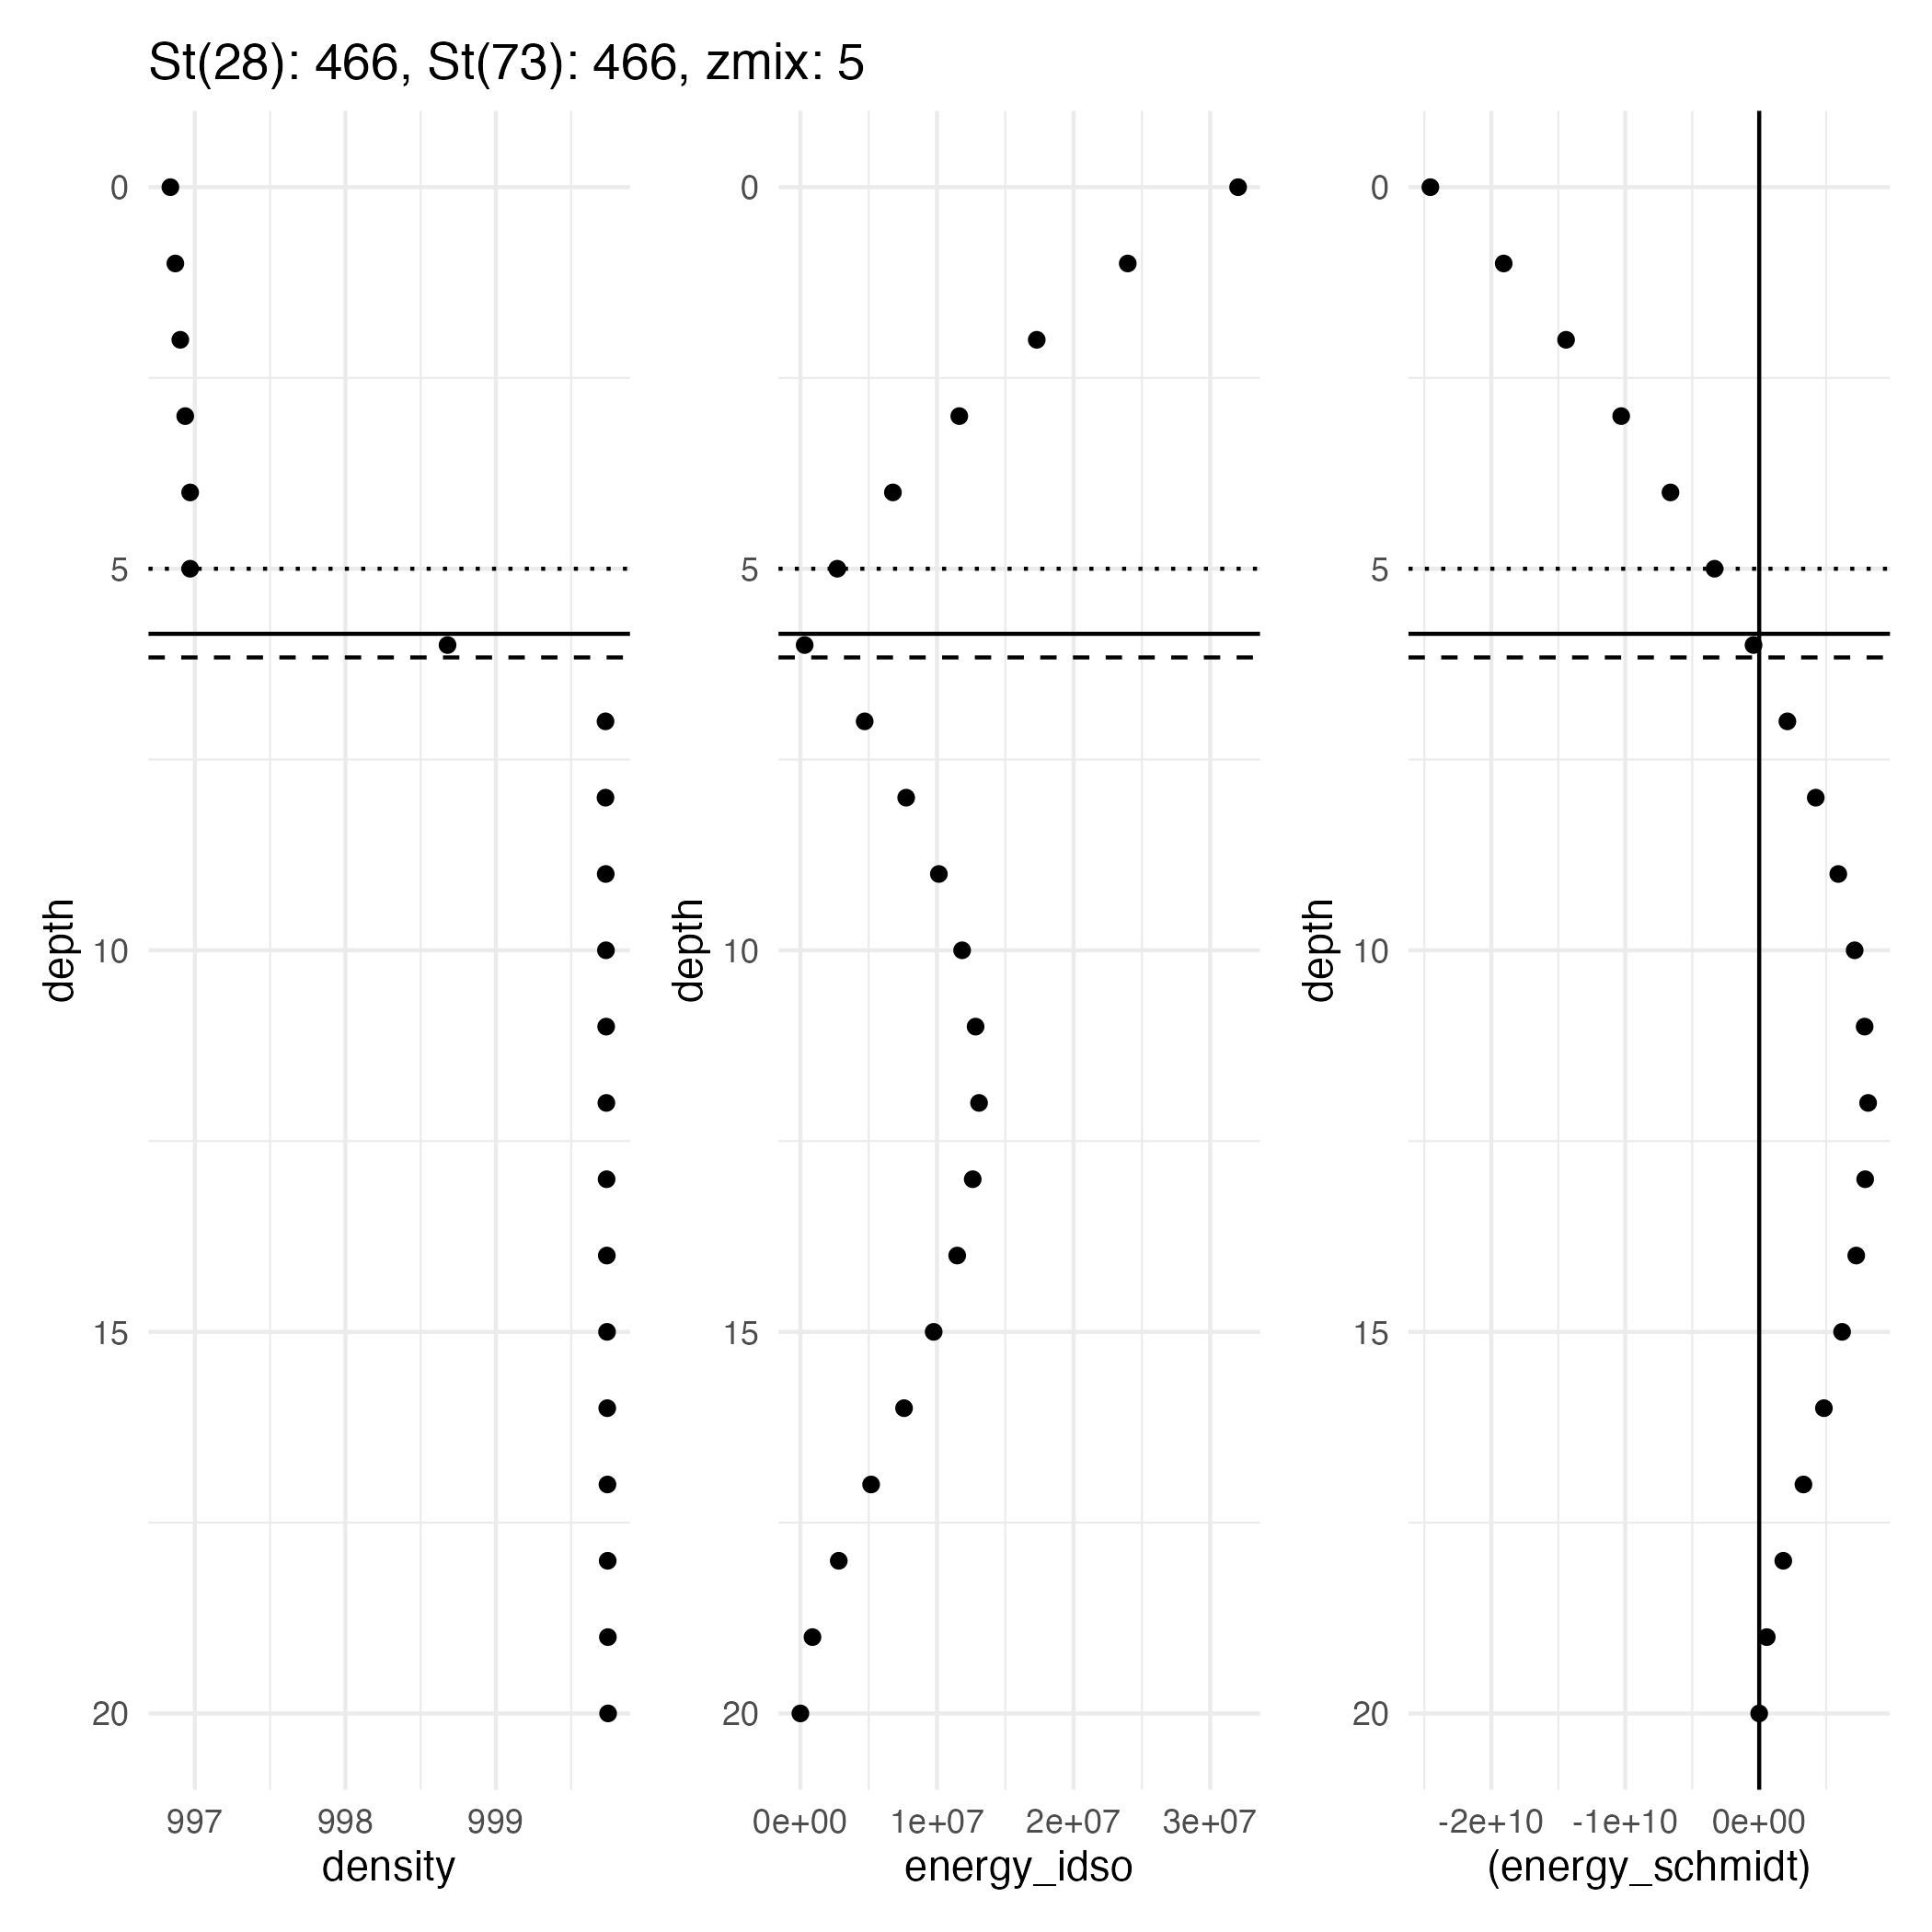 St(28): 466, St(73): 466, zmix: 5
0
5
10
15
20
depth
997 998 999
density
0
5
10
15
20
depth
0e+00 1e+07 2e+07 3e+07
energy_idso
0
5
10
15
20
depth
-2e+10 -1e+10 0e+00
(energy_schmidt)